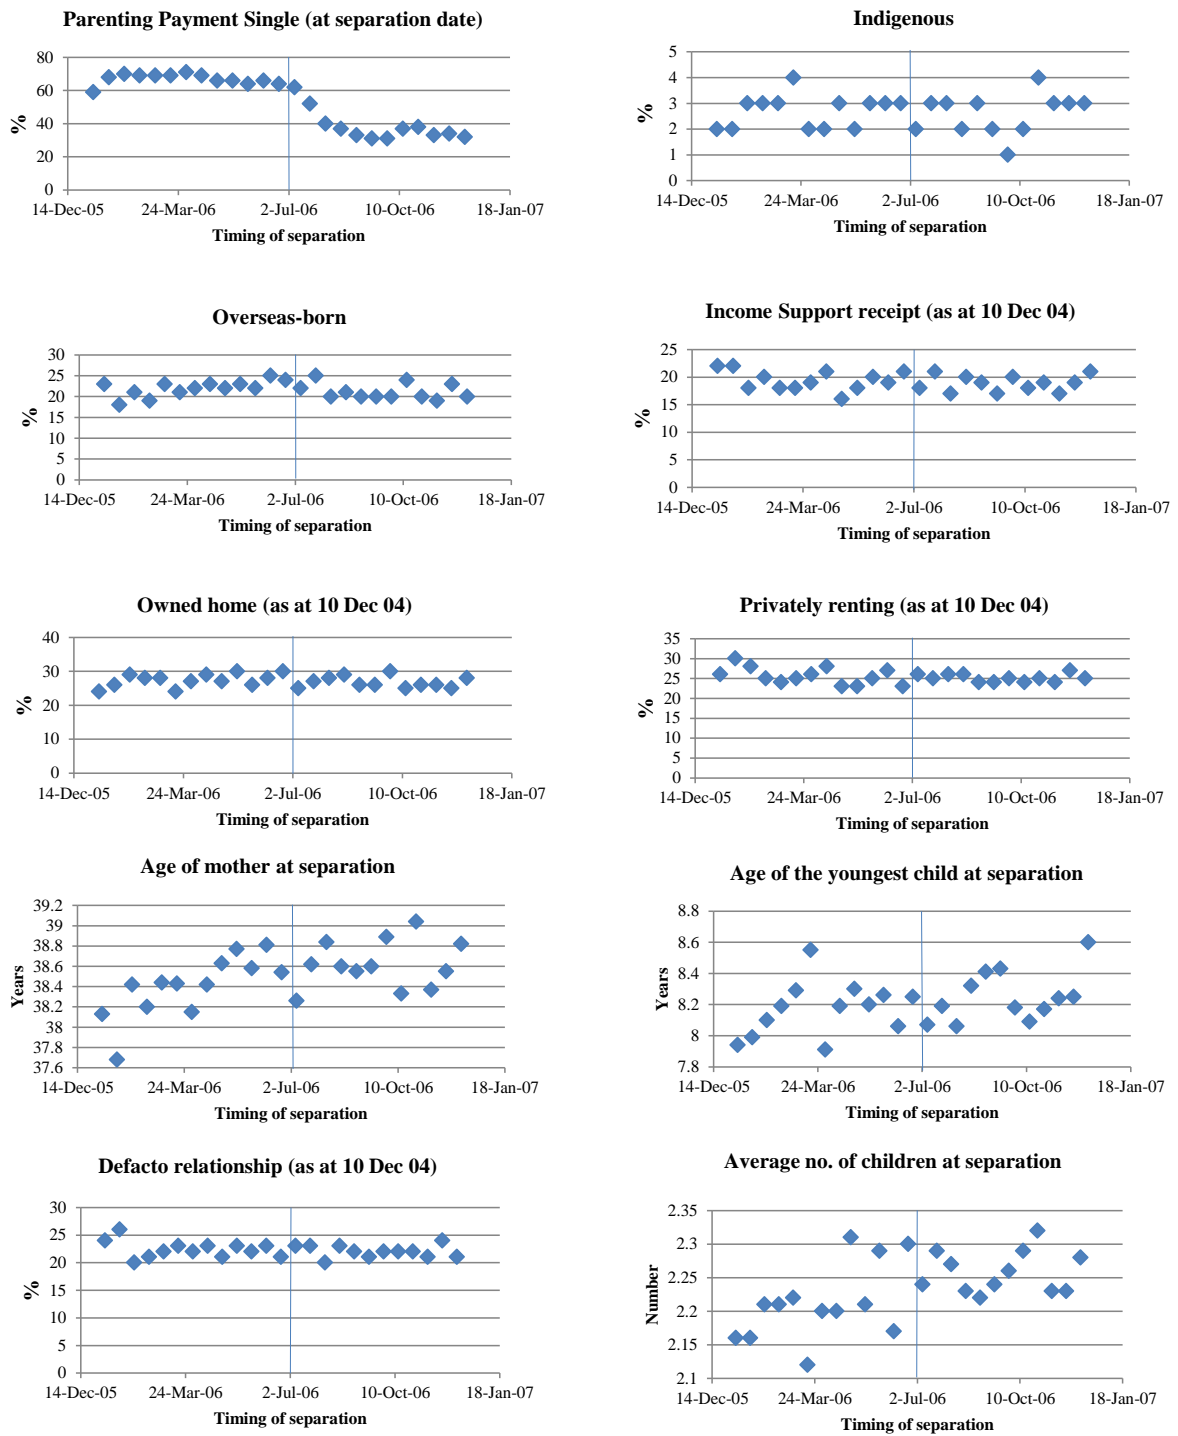 Parenting Payment Single (at separation date)
80
60
40
20
0
%
14-Dec-05 24-Mar-06 2-Jul-06 10-Oct-06 18-Jan-07
Timing of separation
Indigenous
5
4
3
2
1
0
%
14-Dec-05 24-Mar-06 2-Jul-06 10-Oct-06 18-Jan-07
Timing of separation
Overseas-born
30
25
20
15
10
5
0
%
14-Dec-05 24-Mar-06 2-Jul-06 10-Oct-06 18-Jan-07
Timing of separation
Income Support receipt (as at 10 Dec 04)
25
20
15
10
5
0
%
14-Dec-05 24-Mar-06 2-Jul-06 10-Oct-06 18-Jan-07
Timing of separation
Owned home (as at 10 Dec 04)
40
30
20
10
0
%
14-Dec-05 24-Mar-06 2-Jul-06 10-Oct-06 18-Jan-07
Timing of separation
Privately renting (as at 10 Dec 04)
35
30
25
20
15
10
5
0
%
14-Dec-05 24-Mar-06 2-Jul-06 10-Oct-06 18-Jan-07
Timing of separation
Age of mother at separation
39.2
39
38.8
38.6
38.4
38.2
38
37.8
37.6
Years
14-Dec-05 24-Mar-06 2-Jul-06 10-Oct-06 18-Jan-07
Timing of separation
Age of the youngest child at separation
8.8
8.6
8.4
8.2
8
7.8
Years
14-Dec-05 24-Mar-06 2-Jul-06 10-Oct-06 18-Jan-07
Timing of separation
Defacto relationship (as at 10 Dec 04)
30
25
20
15
10
5
0
%
14-Dec-05 24-Mar-06 2-Jul-06 10-Oct-06 18-Jan-07
Timing of separation
Average no. of children at separation
2.35
2.3
2.25
2.2
2.15
2.1
Number
14-Dec-05 24-Mar-06 2-Jul-06 10-Oct-06 18-Jan-07
Timing of separation